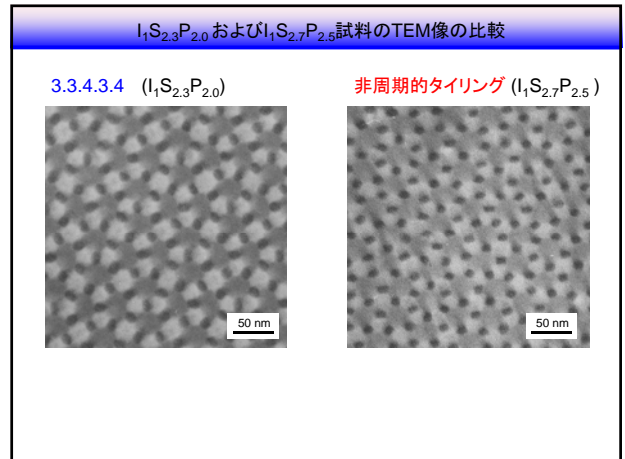 I₁S₂.₃P₂.₀ およびI₁S₂.₇P₂.₅試料のTEM像の比較
3.3.4.3.4 (I₁S₂.₃P₂.₀)
非周期的タイリング (I₁S₂.₇P₂.₅ )
50 nm
50 nm